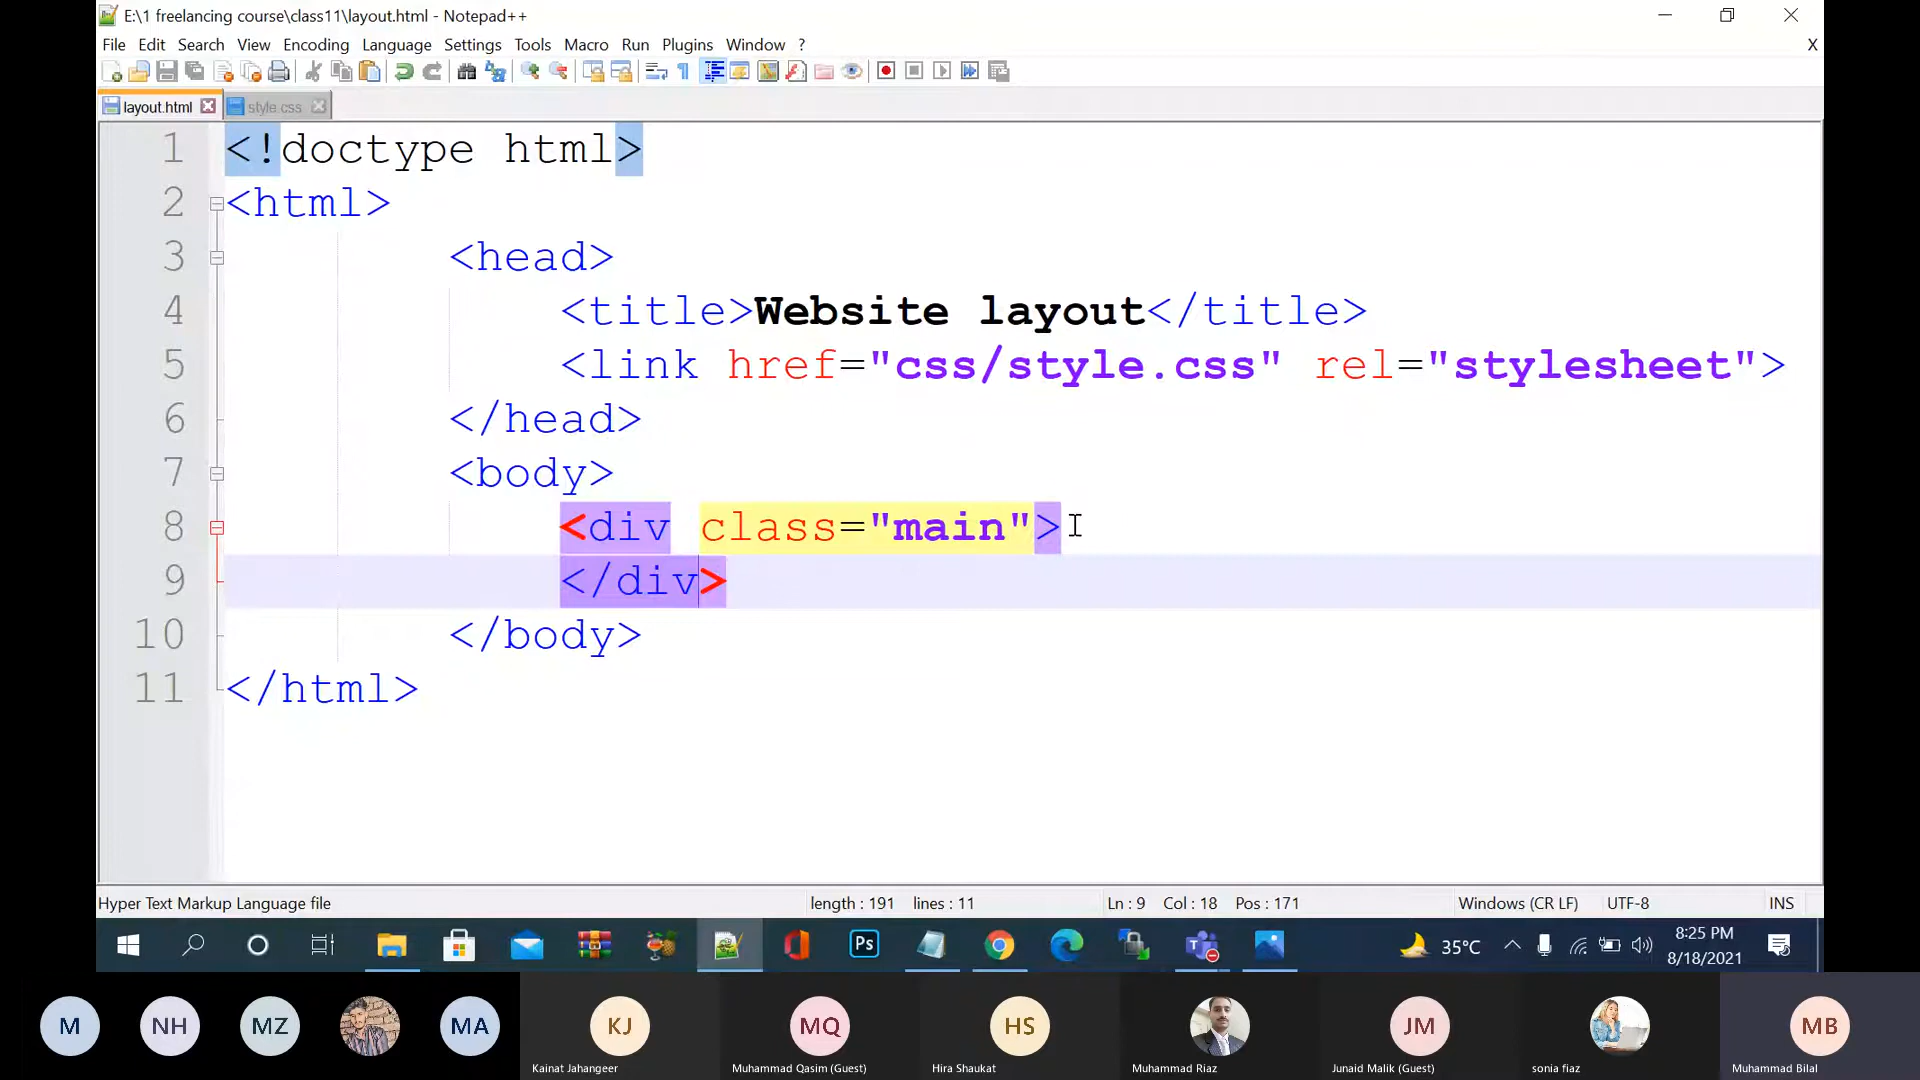 E:\1 freelancing course\class11\layout.html - Notepad++
File Edit Search View Encoding Language Settings Tools Macro Run Plugins Window ? X
layout.html style.css
1 <!doctype html>
2 <html>
3 <head>
4 <title>Website layout</title>
5 <link href="css/style.css" rel="stylesheet">
6 </head>
7 <body>
8 <div class="main">
9 </div>
10 </body>
11 </html>
Hyper Text Markup Language file length : 191 lines : 11 Ln : 9 Col : 18 Pos : 171 Windows (CR LF) UTF-8 INS
Ps 35°C 8:25 PM
8/18/2021
M NH MZ MA KJ MQ HS JM MB
Kainat Jahangeer Muhammad Qasim (Guest) Hira Shaukat Muhammad Riaz Junaid Malik (Guest) sonia fiaz Muhammad Bilal